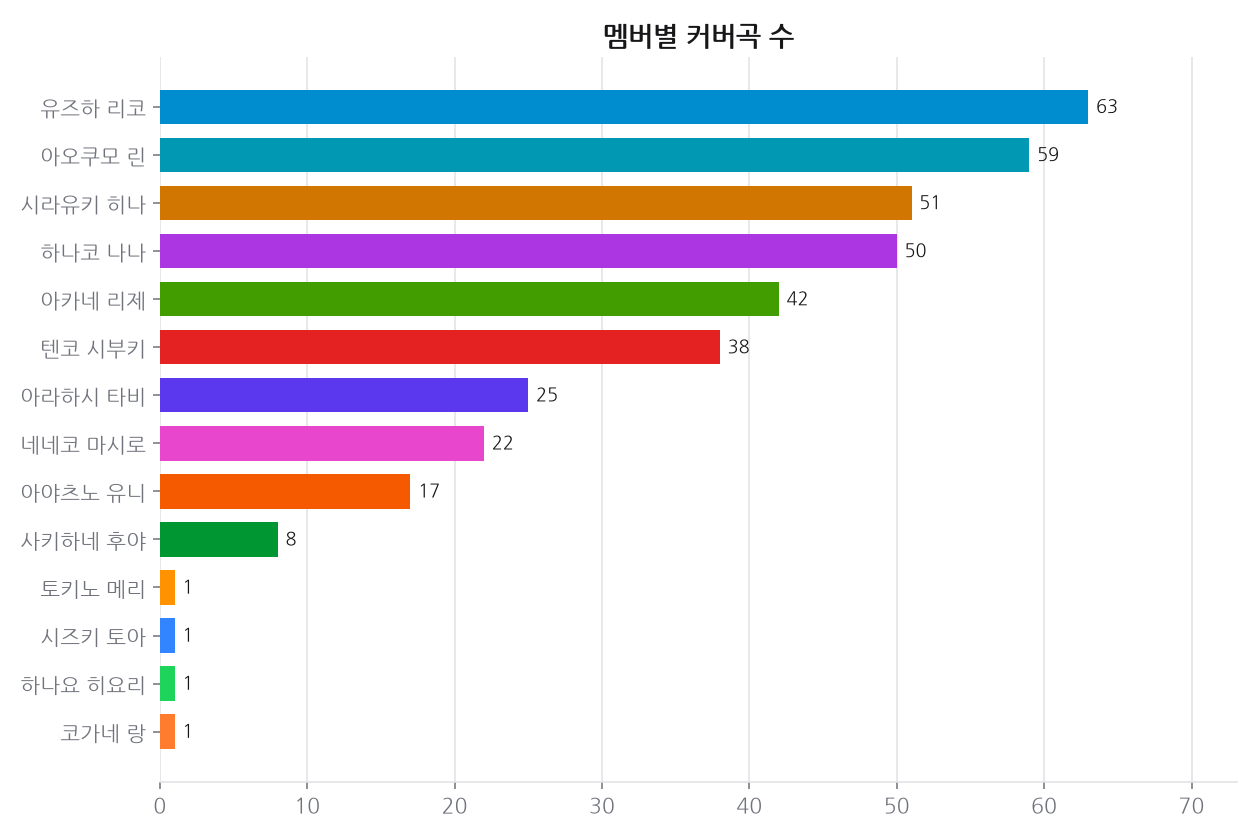 멤버별 커버곡 수
유즈하 리코 63
아오쿠모 린 59
시라유키 히나 51
하나코 나나 50
아카네 리제 42
텐코 시부키 38
아라하시 타비 25
네네코 마시로 22
아야츠노 유니 17
사키하네 후야 8
토키노 메리 1
시즈키 토아 1
하나요 히요리 1
코가네 랑 1
0 10 20 30 40 50 60 70